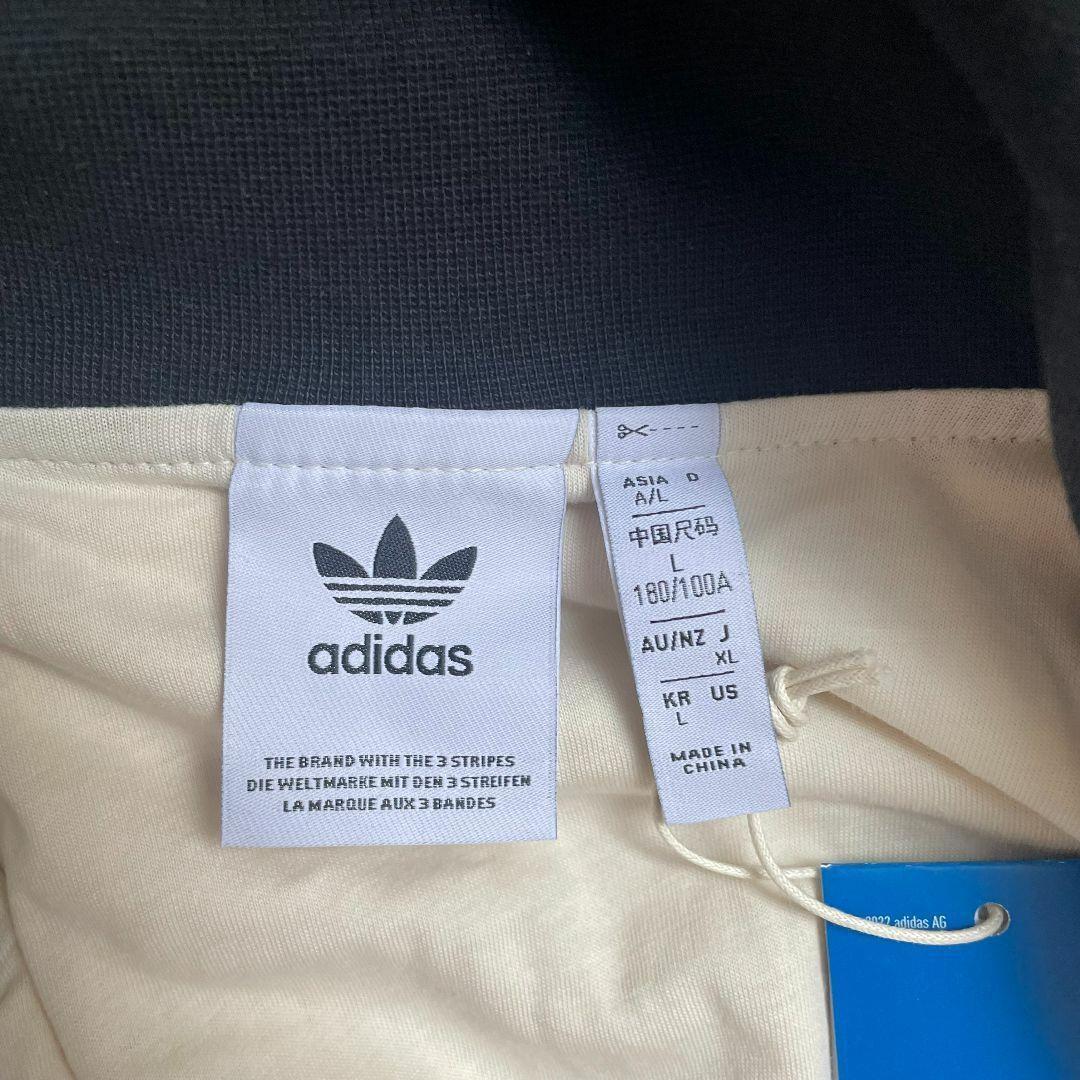 adidas
THE BRAND WITH THE 3 STRIPES
DIE WELTMARKE MIT DEN 3 STREIFEN
LA MARQUE AUX 3 BANDES
ASIA D
A/L
中国尺码
L
180/100A
AU/NZ J
XL
KR US
L
MADE IN
CHINA
2022 adidas AG